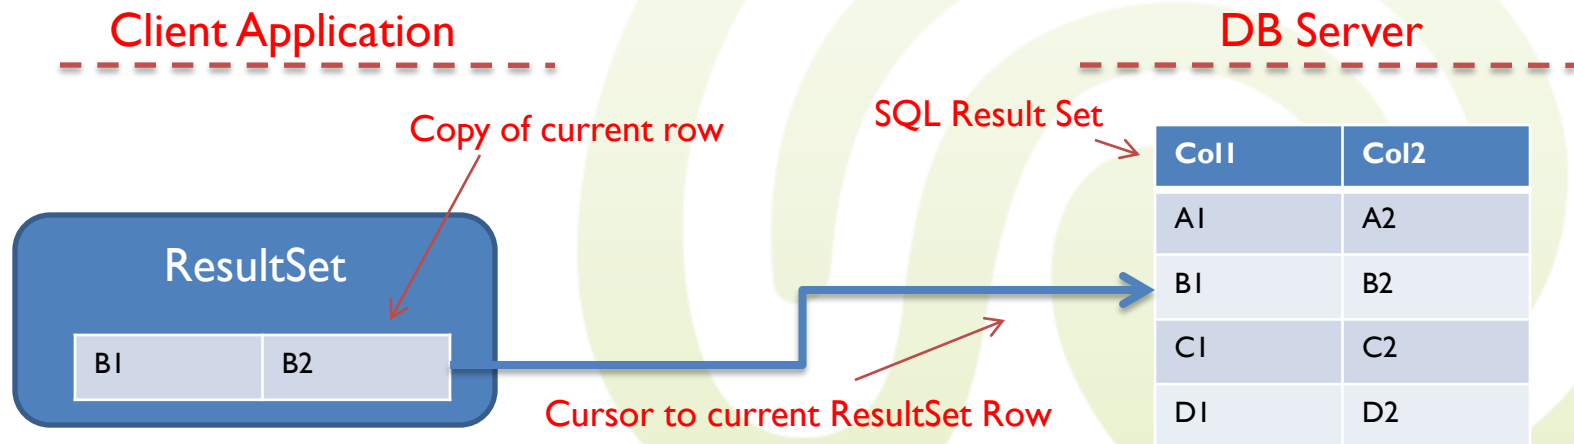 Client Application
DB Server
Copy of current row
SQL Result Set
Col1 Col2
A1 A2
ResultSet
B1 B2
B1 B2
C1 C2
Cursor to current ResultSet Row
D1 D2